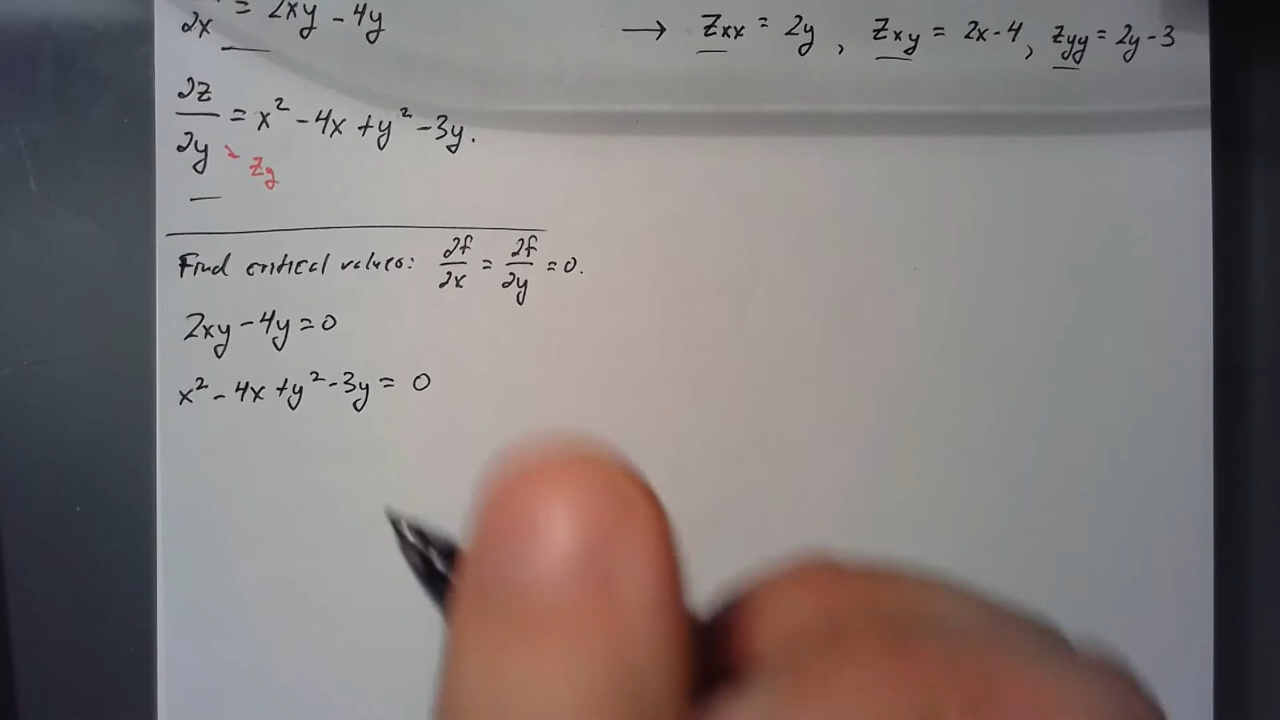 ∂x = 2xy - 4y
→ Zxx = 2y, Zxy = 2x-4, Zyy = 2y-3
∂z/∂y = x² - 4x + y² - 3y.
= Zy
Find critical values: ∂f/∂x = ∂f/∂y = 0.
2xy - 4y = 0
x² - 4x + y² - 3y = 0